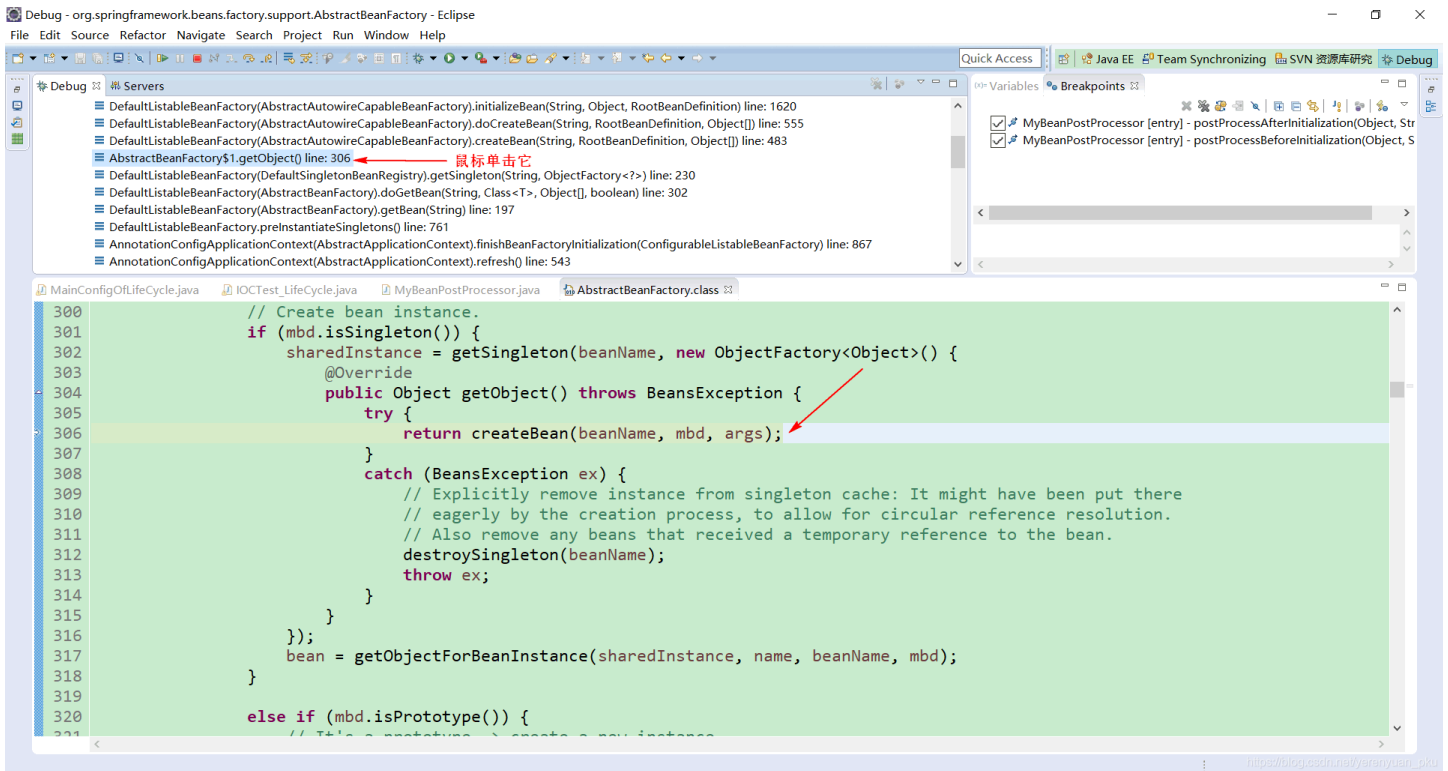 Debug - org.springframework.beans.factory.support.AbstractBeanFactory - Eclipse
File Edit Source Refactor Navigate Search Project Run Window Help
Quick Access
Java EE
Team Synchronizing
SVN 资源库研究
Debug
Debug
Servers
Variables
Breakpoints
DefaultListableBeanFactory(AbstractAutowireCapableBeanFactory).initializeBean(String, Object, RootBeanDefinition) line: 1620
DefaultListableBeanFactory(AbstractAutowireCapableBeanFactory).doCreateBean(String, RootBeanDefinition, Object[]) line: 555
DefaultListableBeanFactory(AbstractAutowireCapableBeanFactory).createBean(String, RootBeanDefinition, Object[]) line: 483
AbstractBeanFactory$1.getObject() line: 306
鼠标单击它
DefaultListableBeanFactory(DefaultSingletonBeanRegistry).getSingleton(String, ObjectFactory<?>) line: 230
DefaultListableBeanFactory(AbstractBeanFactory).doGetBean(String, Class<T>, Object[], boolean) line: 302
DefaultListableBeanFactory(AbstractBeanFactory).getBean(String) line: 197
DefaultListableBeanFactory.preInstantiateSingletons() line: 761
AnnotationConfigApplicationContext(AbstractApplicationContext).finishBeanFactoryInitialization(ConfigurableListableBeanFactory) line: 867
AnnotationConfigApplicationContext(AbstractApplicationContext).refresh() line: 543
MyBeanPostProcessor [entry] - postProcessAfterInitialization(Object, Str
MyBeanPostProcessor [entry] - postProcessBeforeInitialization(Object, S
MainConfigOfLifeCycle.java
IOCTest_LifeCycle.java
MyBeanPostProcessor.java
AbstractBeanFactory.class
300 // Create bean instance.
301 if (mbd.isSingleton()) {
302 sharedInstance = getSingleton(beanName, new ObjectFactory<Object>() {
303 @Override
304 public Object getObject() throws BeansException {
305 try {
306 return createBean(beanName, mbd, args);
307 }
308 catch (BeansException ex) {
309 // Explicitly remove instance from singleton cache: It might have been put there
310 // eagerly by the creation process, to allow for circular reference resolution.
311 // Also remove any beans that received a temporary reference to the bean.
312 destroySingleton(beanName);
313 throw ex;
314 }
315 }
316 });
317 bean = getObjectForBeanInstance(sharedInstance, name, beanName, mbd);
318 }
319
320 else if (mbd.isPrototype()) {
321 // It's a prototype -> create a new instance
https://blog.csdn.net/yerenyuan_pku